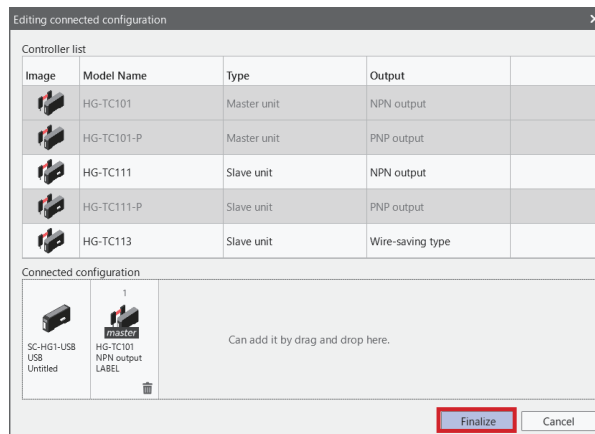 Editing connected configuration
Controller list
Image Model Name Type Output
HG-TC101 Master unit NPN output
HG-TC101-P Master unit PNP output
HG-TC111 Slave unit NPN output
HG-TC111-P Slave unit PNP output
HG-TC113 Slave unit Wire-saving type
Connected configuration
1
master
SC-HG1-USB
USB
Untitled
HG-TC101
NPN output
LABEL
Can add it by drag and drop here.
Finalize Cancel